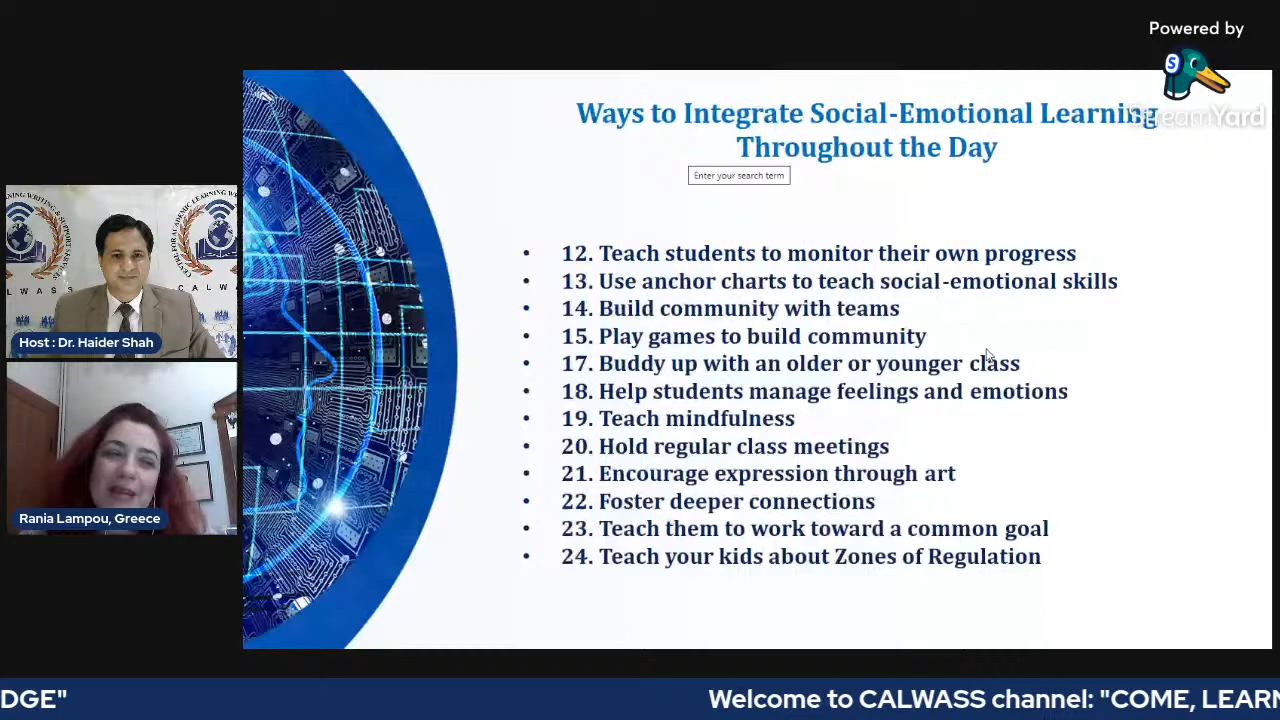 Powered by
StreamYard
Ways to Integrate Social-Emotional Learning
Throughout the Day
Enter your search term
• 12. Teach students to monitor their own progress
• 13. Use anchor charts to teach social-emotional skills
• 14. Build community with teams
• 15. Play games to build community
• 17. Buddy up with an older or younger class
• 18. Help students manage feelings and emotions
• 19. Teach mindfulness
• 20. Hold regular class meetings
• 21. Encourage expression through art
• 22. Foster deeper connections
• 23. Teach them to work toward a common goal
• 24. Teach your kids about Zones of Regulation
Host : Dr. Haider Shah
Rania Lampou, Greece
DGE" Welcome to CALWASS channel: "COME, LEARN